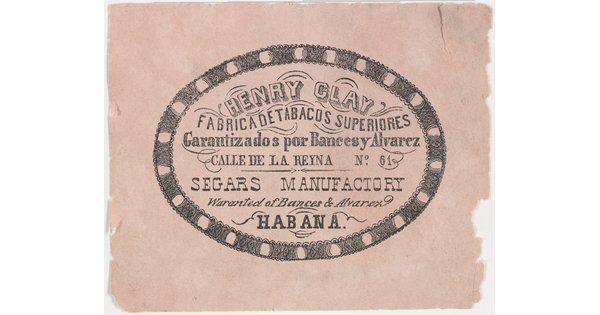 HENRY CLAY
FABRICA DE TABACOS SUPERIORES
Garantizados por Bances y Alvarez
CALLE DE LA REYNA Nº 61
SEGARS MANUFACTORY
Waranted of Bances & Alvarez
HABANA.